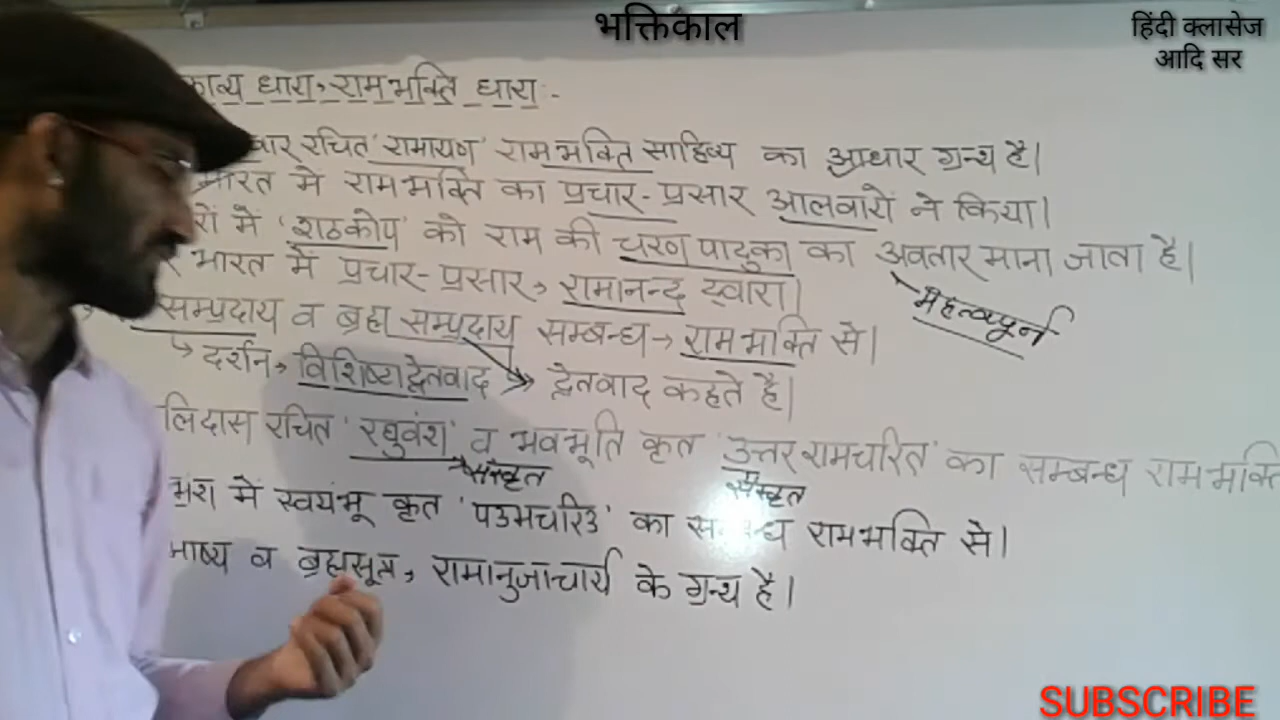 भक्तिकाल
हिंदी क्लासेज
आदि सर
काव्य धारा, रामभक्ति धारा :-
रचित 'रामायण' रामभक्ति साहित्य का आधार ग्रन्थ है।
भारत मे रामभक्ति का प्रचार-प्रसार आलवारों ने किया।
रों मे 'शठकोप' को राम की चरण पादुका का अवतार माना जाता है।
महत्वपूर्न
भारत में प्रचार-प्रसार, रामानन्द द्वारा।
सम्प्रदाय व ब्रह्म सम्प्रदाय सम्बन्ध → रामभक्ति से।
↳ दर्शन, विशिष्टाद्वेतवाद → द्वेतवाद कहते है।
लिदास रचित 'रघुवंश' व भवभूति कृत 'उत्तर रामचरित' का सम्बन्ध रामभक्ति
संस्कृत संस्कृत
भ्रंश में स्वयंभू कृत 'पउमचरिउ' का सम्बन्ध रामभक्ति से।
भाष्य व ब्रह्मसूत्र, रामानुजाचार्य के ग्रन्थ है।
SUBSCRIBE